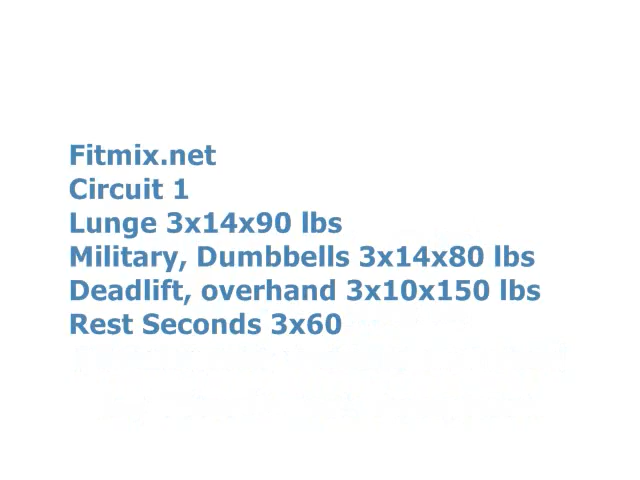 Fitmix.net
Circuit 1
Lunge 3x14x90 lbs
Military, Dumbbells 3x14x80 lbs
Deadlift, overhand 3x10x150 lbs
Rest Seconds 3x60